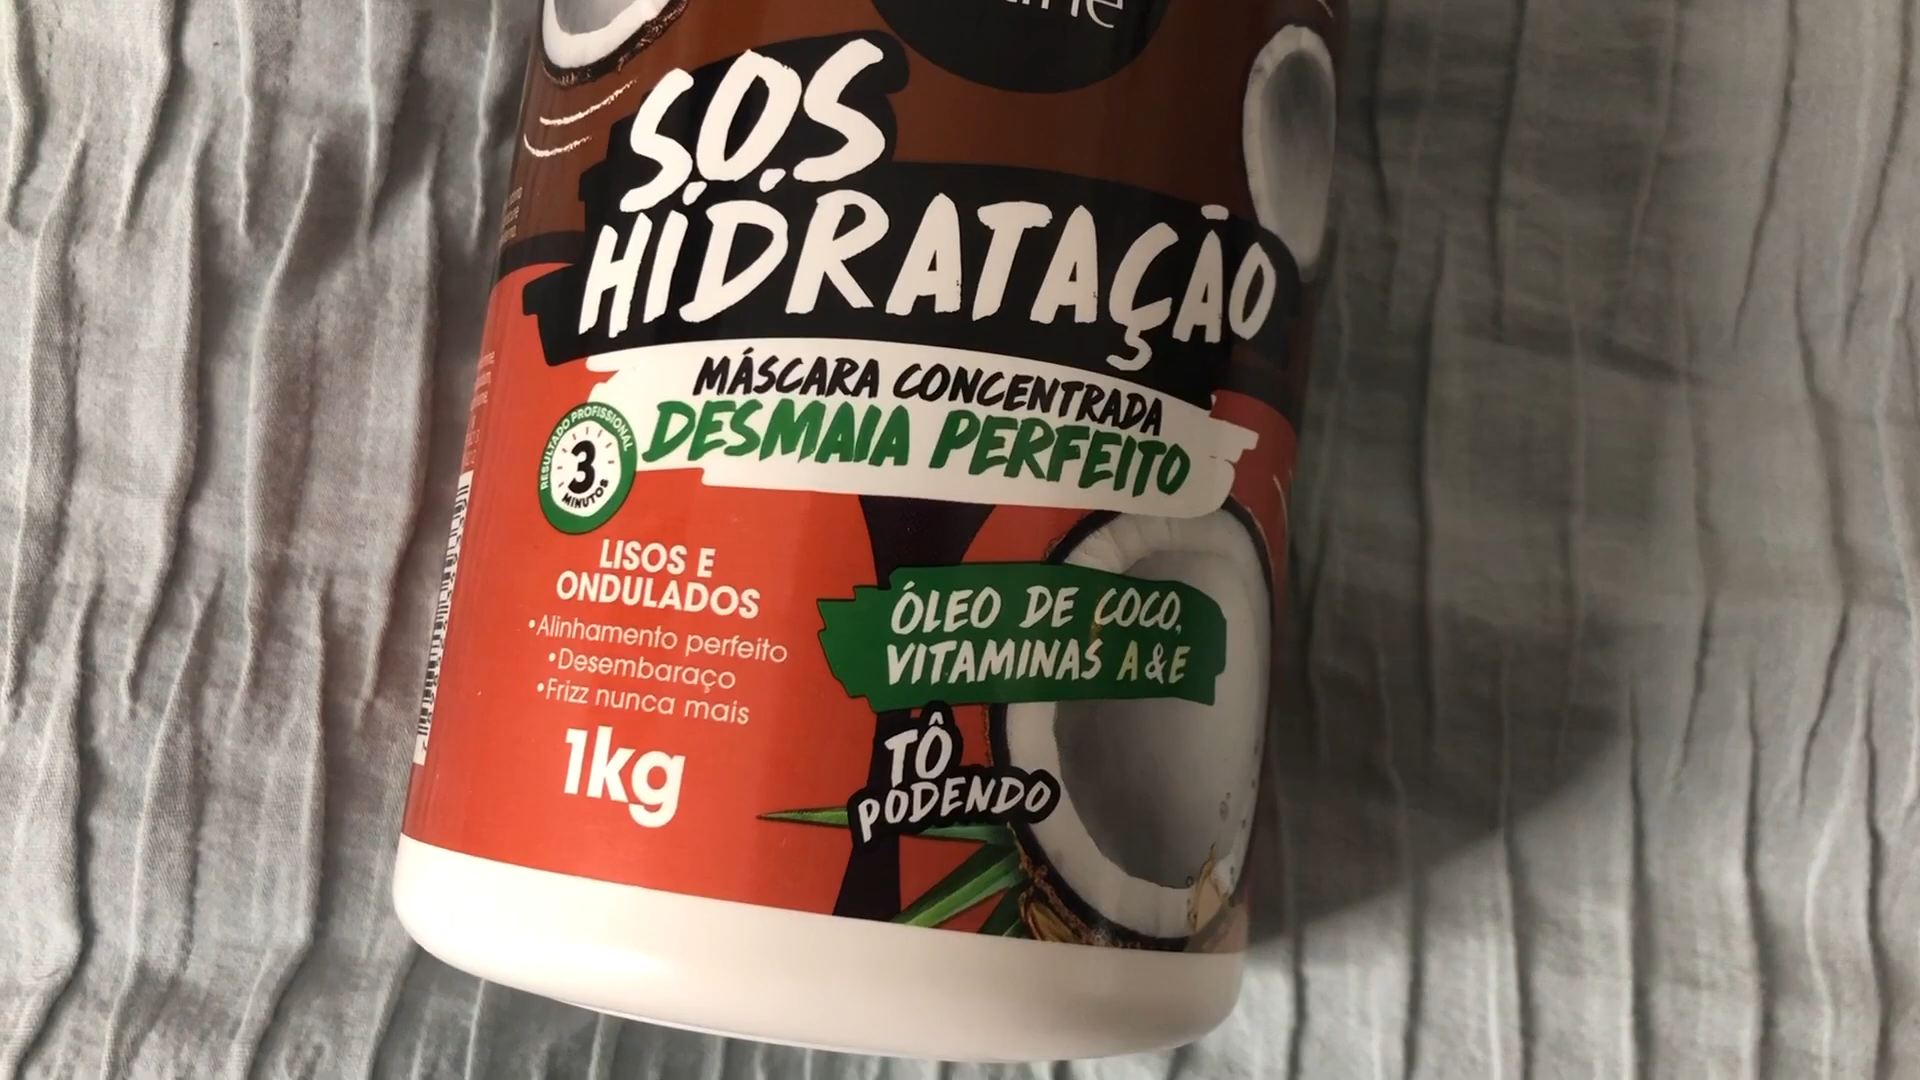 S.O.S
HIDRATAÇÃO
MÁSCARA CONCENTRADA
DESMAIA PERFEITO
RESULTADO PROFISSIONAL
3
MINUTOS
LISOS E
ONDULADOS
•Alinhamento perfeito
•Desembaraço
•Frizz nunca mais
1kg
ÓLEO DE COCO,
VITAMINAS A&E
TÔ
PODENDO